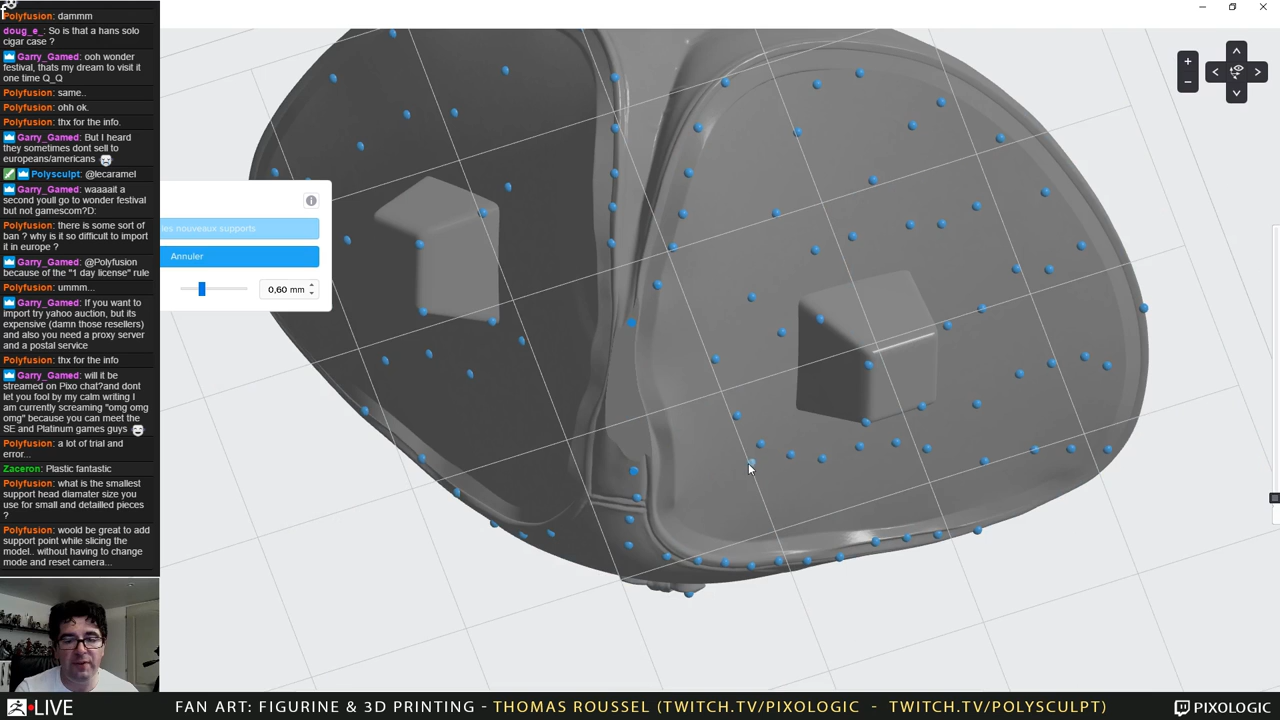 Polyfusion: dammm
doug_e_: So is that a hans solo
cigar case ?
Garry_Gamed: ooh wonder
festival, thats my dream to visit it
one time Q_Q
Polyfusion: same..
Polyfusion: ohh ok.
Polyfusion: thx for the info.
Garry_Gamed: But I heard
they sometimes dont sell to
europeans/americans
Polysculpt: @lecaramel
Garry_Gamed: waaaait a
second youll go to wonder festival
but not gamescom?D:
Polyfusion: there is some sort of
ban ? why is it so difficult to import
it in europe ?
Garry_Gamed: @Polyfusion
because of the "1 day license" rule
Polyfusion: ummm...
Garry_Gamed: If you want to
import try yahoo auction, but its
expensive (damn those resellers)
and also you need a proxy server
and a postal service
Polyfusion: thx for the info
Garry_Gamed: will it be
streamed on Pixo chat?and dont
let you fool by my calm writing I
am currently screaming "omg omg
omg" because you can meet the
SE and Platinum games guys
Polyfusion: a lot of trial and
error...
Zaceron: Plastic fantastic
Polyfusion: what is the smallest
support head diamater size you
use for small and detailled pieces
?
Polyfusion: would be great to add
support point while slicing the
model.. without having to change
mode and reset camera...
les nouveaux supports
Annuler
0,60 mm
LIVE
FAN ART: FIGURINE & 3D PRINTING - THOMAS ROUSSEL (TWITCH.TV/PIXOLOGIC - TWITCH.TV/POLYSCULPT)
PIXOLOGIC